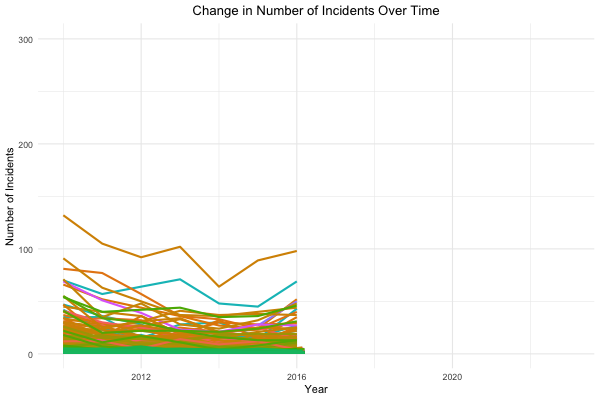 Change in Number of Incidents Over Time
Number of Incidents
300
200
100
0
2012
2016
2020
Year